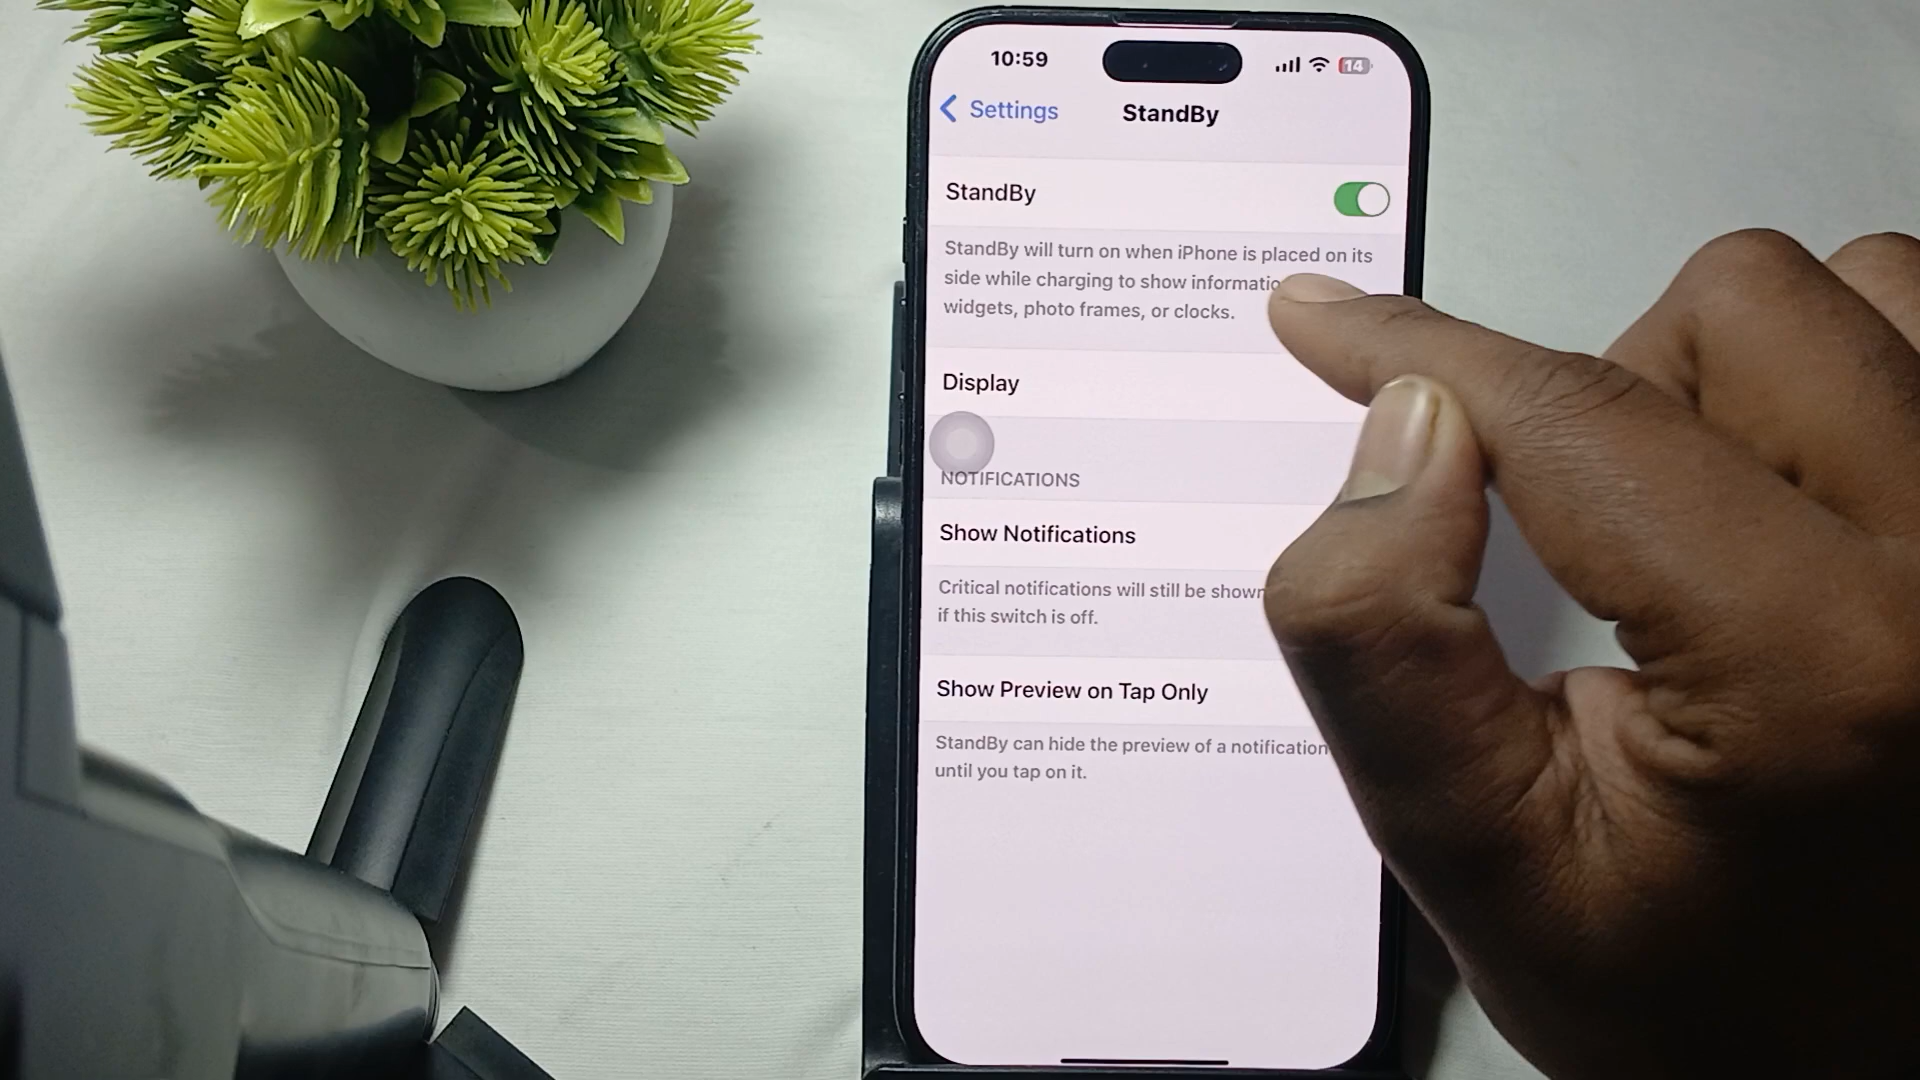 10:59
14
Settings
StandBy
StandBy
StandBy will turn on when iPhone is placed on its
side while charging to show
widgets, photo frames, or clocks.
Display
NOTIFICATIONS
Show Notifications
Critical notifications will still be shown
if this switch is off.
Show Preview on Tap Only
StandBy can hide the preview of a notification
until you tap on it.